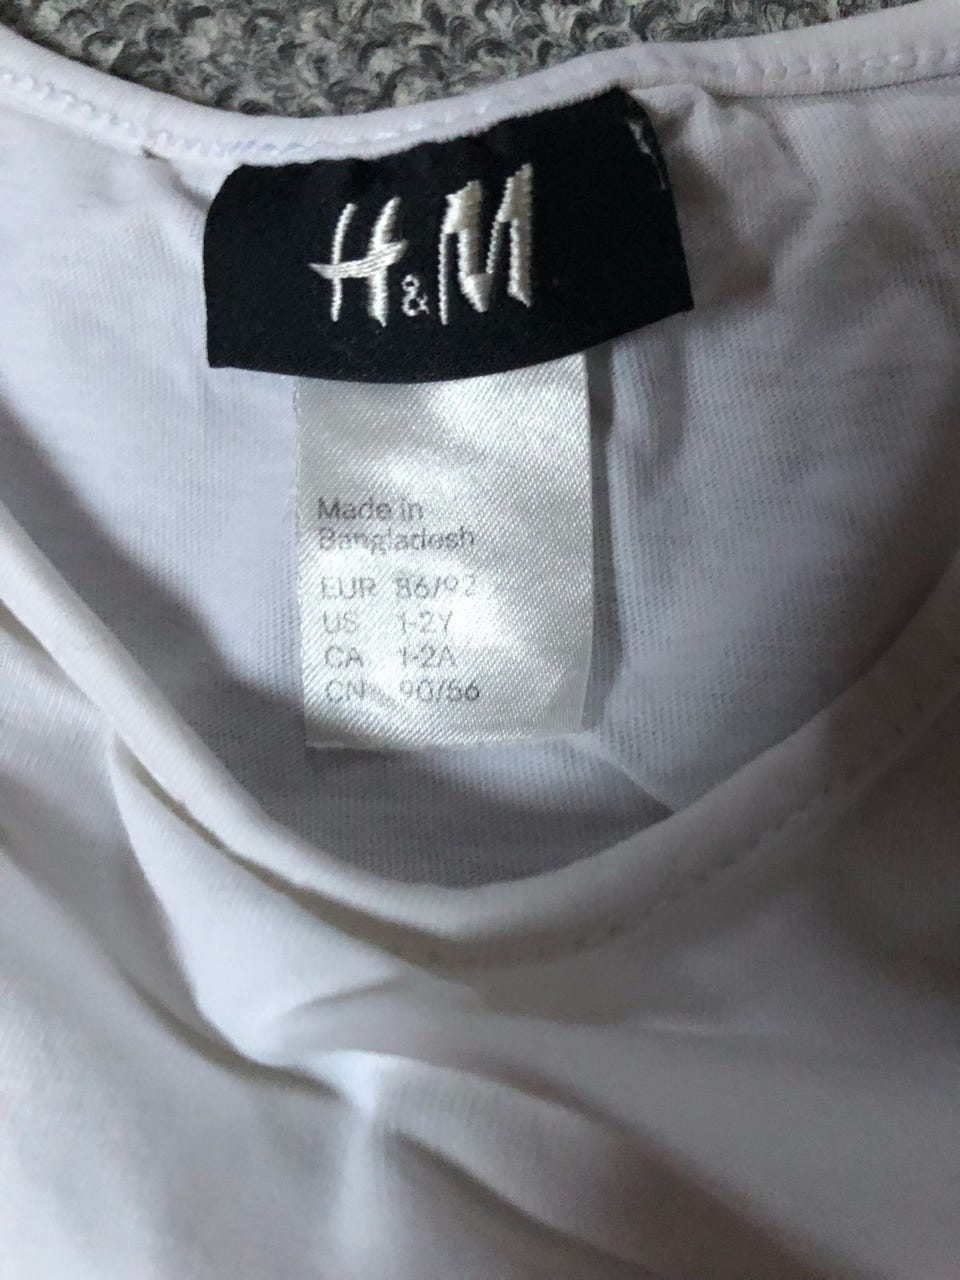 H&M
Made in
Bangladesh
EUR 86/92
US 1-2Y
CA 1-2A
CN 90/56